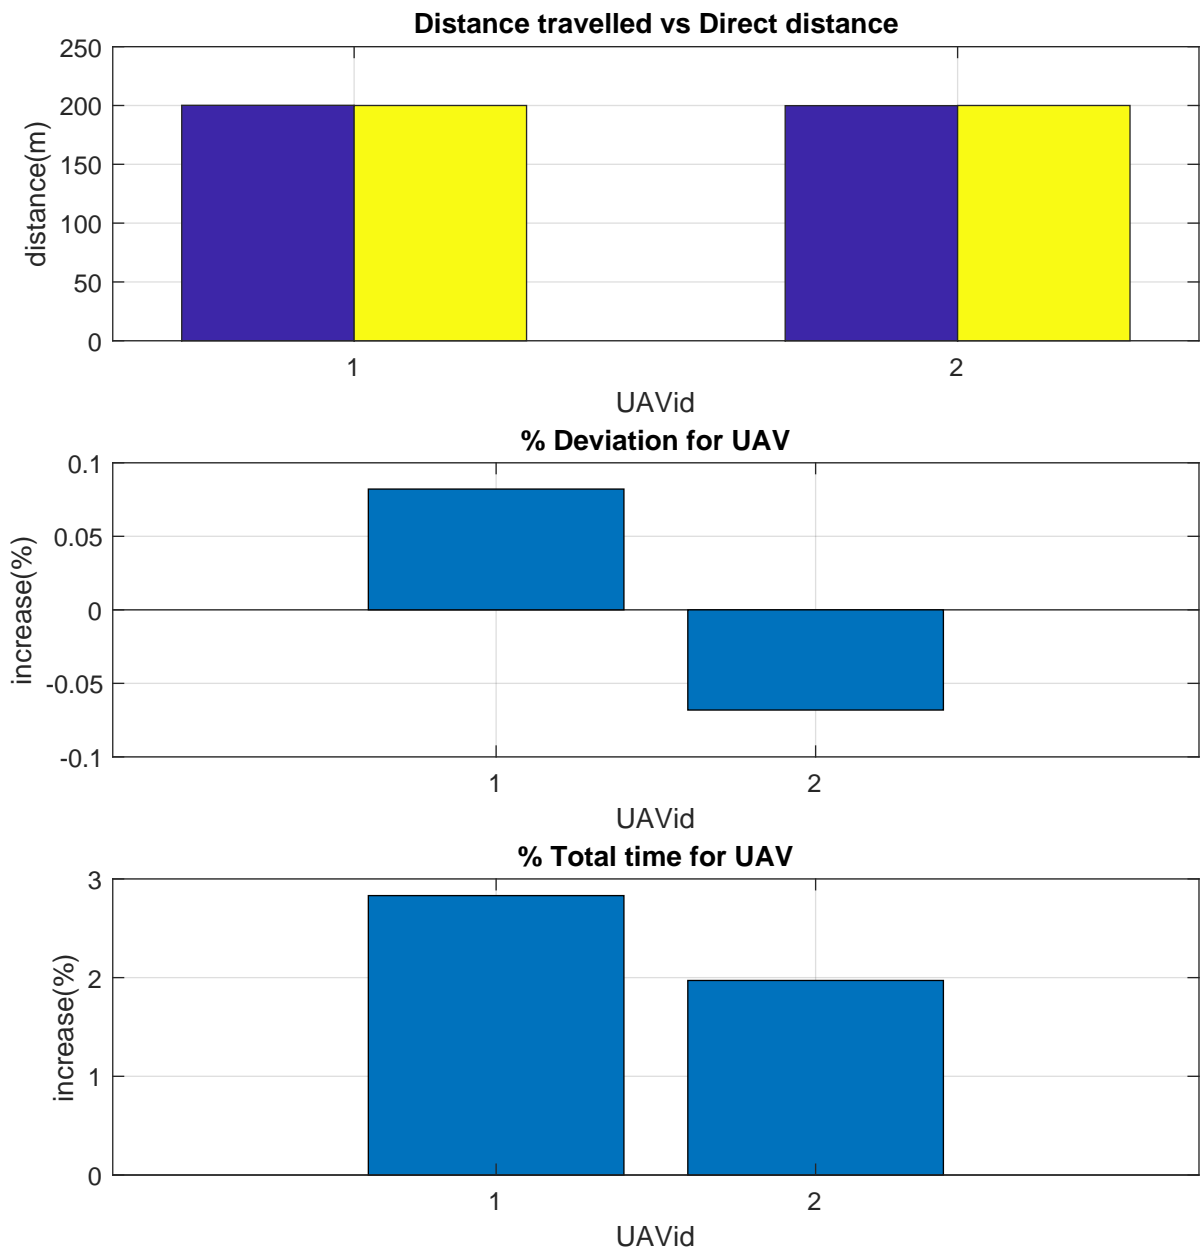 Distance travelled vs Direct distance
250
200
150
100
50
0
distance(m)
1 2
UAVid
% Deviation for UAV
0.1
0.05
0
-0.05
-0.1
increase(%)
1 2
UAVid
% Total time for UAV
3
2
1
0
increase(%)
1 2
UAVid